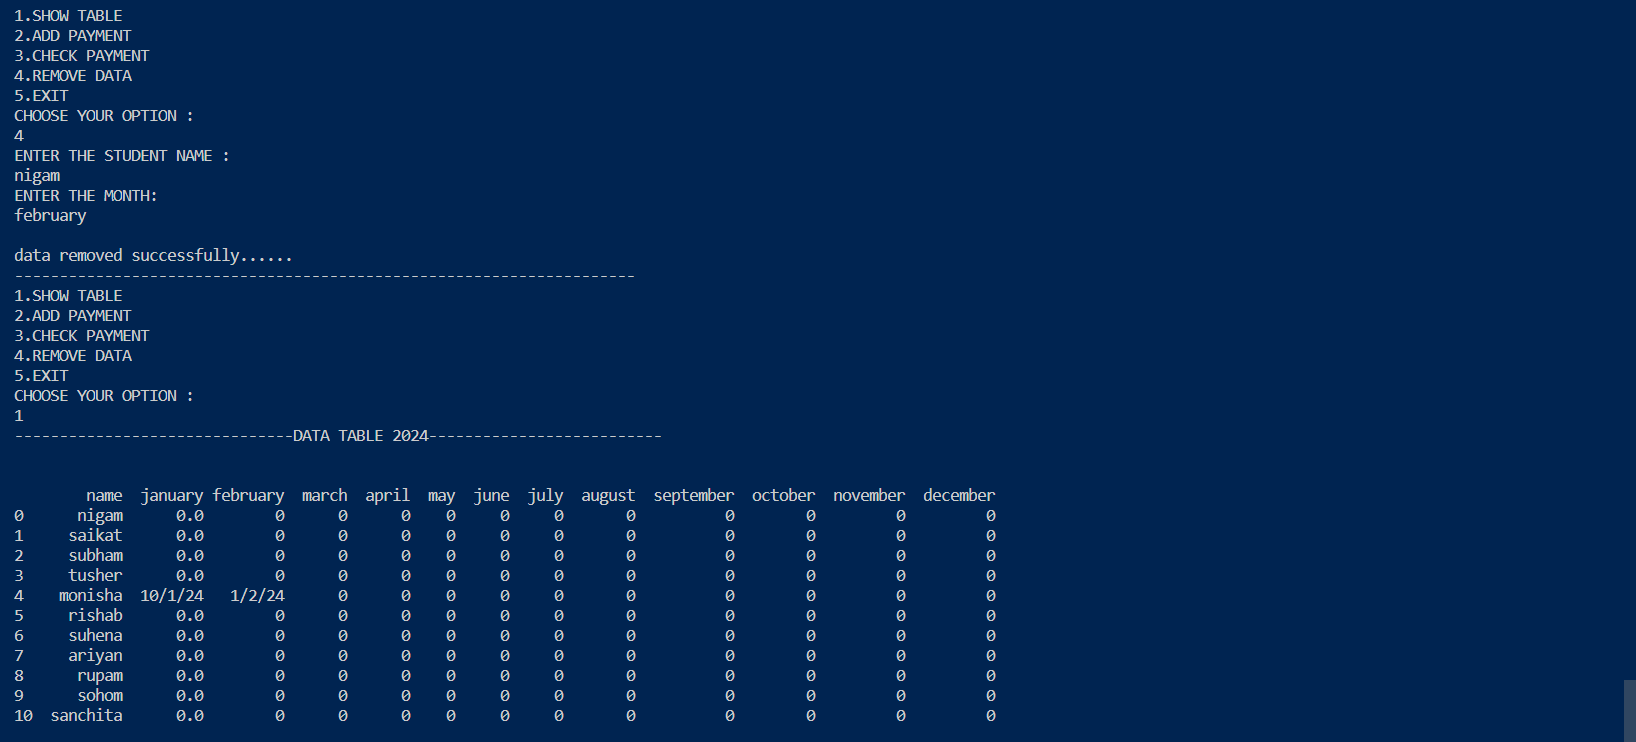 1.SHOW TABLE
2.ADD PAYMENT
3.CHECK PAYMENT
4.REMOVE DATA
5.EXIT
CHOOSE YOUR OPTION :
4
ENTER THE STUDENT NAME :
nigam
ENTER THE MONTH:
february
data removed successfully......
---------------------------------------------------------------------
1.SHOW TABLE
2.ADD PAYMENT
3.CHECK PAYMENT
4.REMOVE DATA
5.EXIT
CHOOSE YOUR OPTION :
1
-------------------------------DATA TABLE 2024--------------------------
        name  january february  march  april  may  june  july  august  september  october  november  december
0      nigam      0.0        0      0      0    0     0     0       0          0        0         0         0
1     saikat      0.0        0      0      0    0     0     0       0          0        0         0         0
2     subham      0.0        0      0      0    0     0     0       0          0        0         0         0
3     tusher      0.0        0      0      0    0     0     0       0          0        0         0         0
4    monisha  10/1/24   1/2/24      0      0    0     0     0       0          0        0         0         0
5     rishab      0.0        0      0      0    0     0     0       0          0        0         0         0
6     suhena      0.0        0      0      0    0     0     0       0          0        0         0         0
7     ariyan      0.0        0      0      0    0     0     0       0          0        0         0         0
8      rupam      0.0        0      0      0    0     0     0       0          0        0         0         0
9      sohom      0.0        0      0      0    0     0     0       0          0        0         0         0
10  sanchita      0.0        0      0      0    0     0     0       0          0        0         0         0